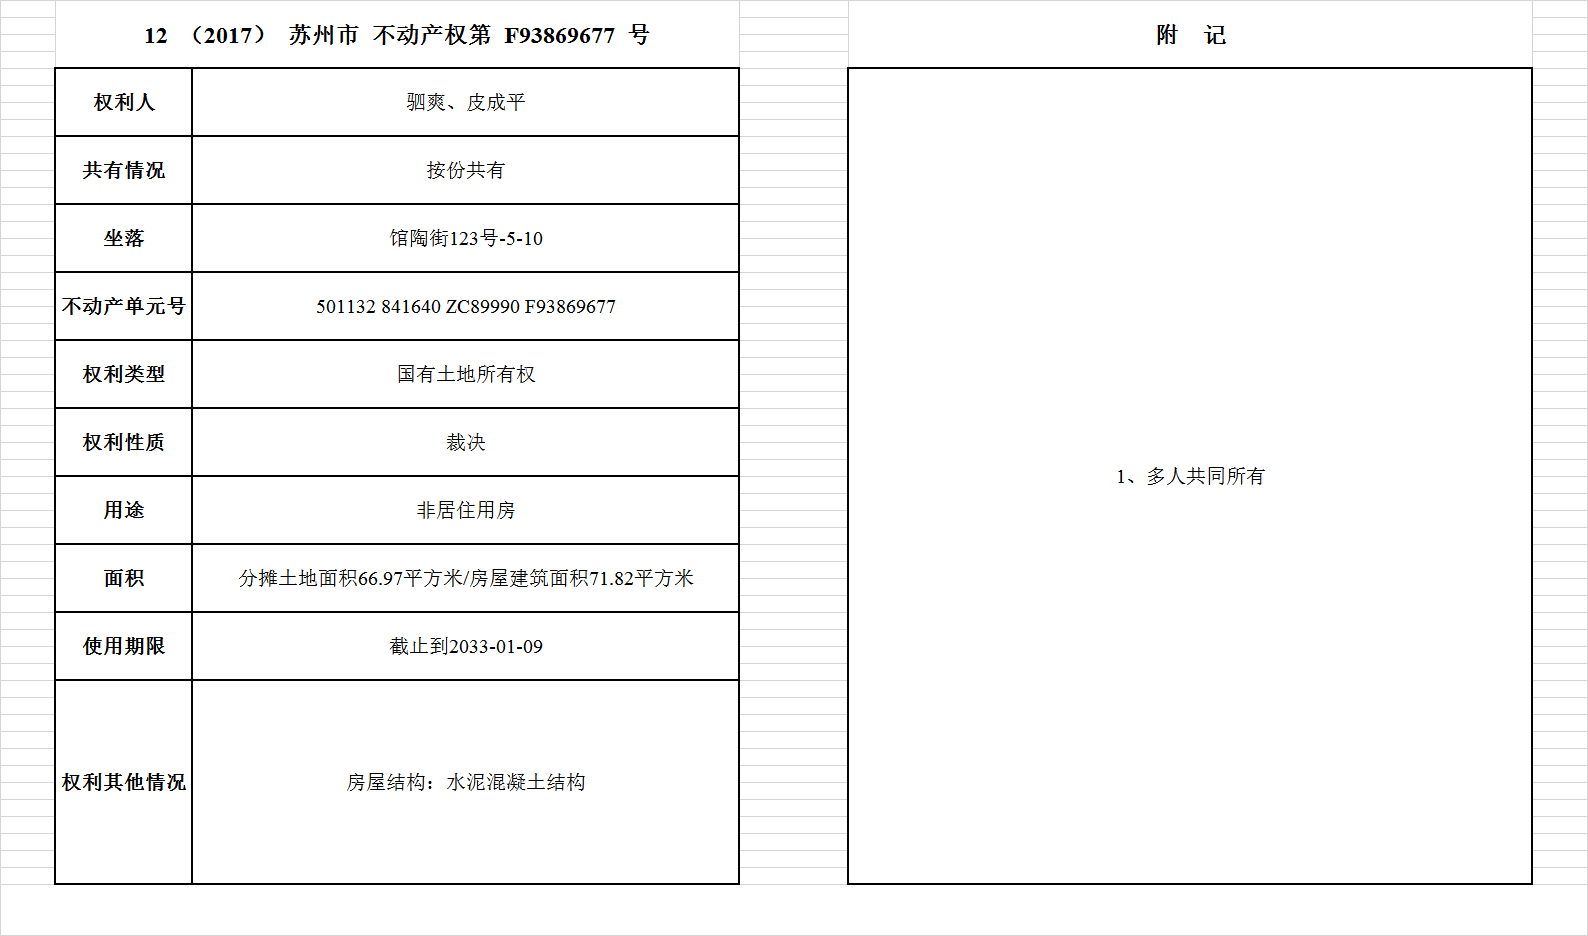 12 （2017） 苏州市 不动产权第 F93869677 号
权利人 驷爽、皮成平
共有情况 按份共有
坐落 馆陶街123号-5-10
不动产单元号 501132 841640 ZC89990 F93869677
权利类型 国有土地所有权
权利性质 裁决
用途 非居住用房
面积 分摊土地面积66.97平方米/房屋建筑面积71.82平方米
使用期限 截止到2033-01-09
权利其他情况 房屋结构：水泥混凝土结构
附 记
1、多人共同所有